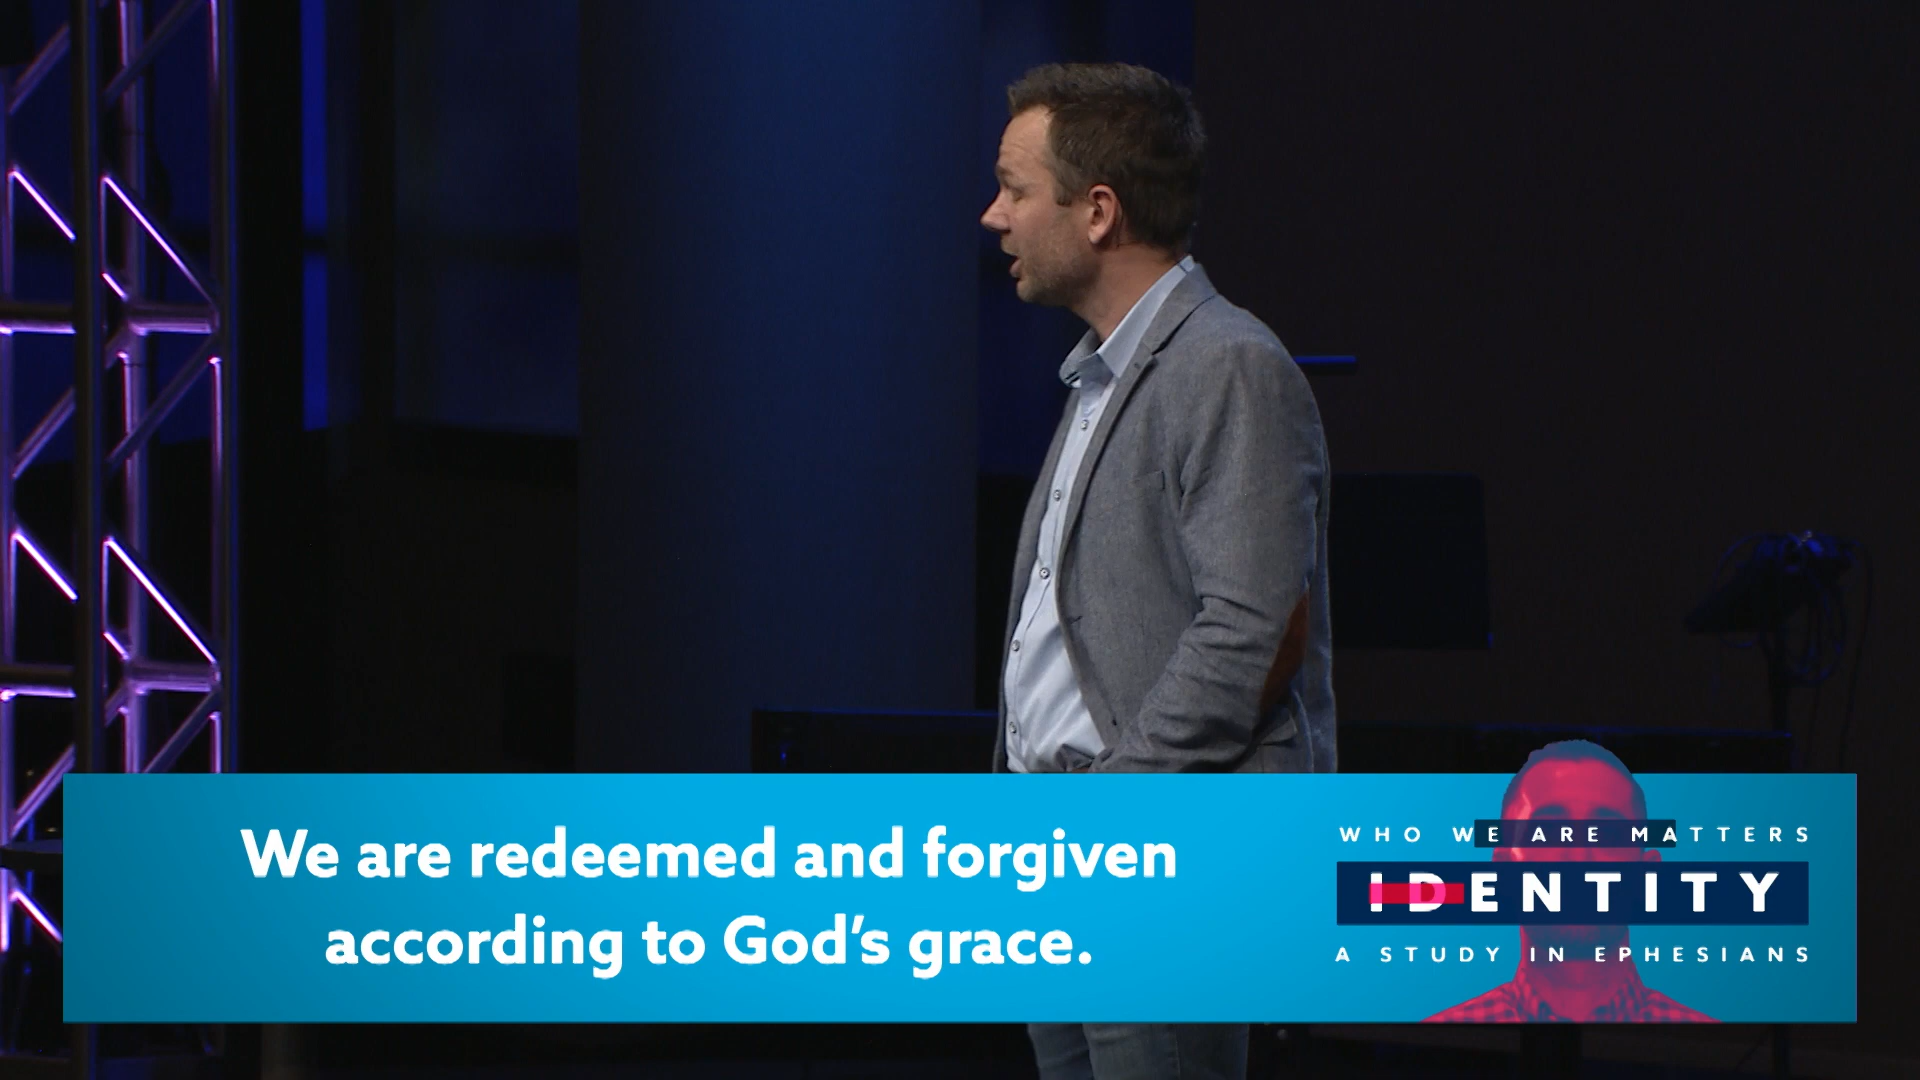 We are redeemed and forgiven
according to God's grace.
WHO WE ARE MATTERS
IDENTITY
A STUDY IN EPHESIANS